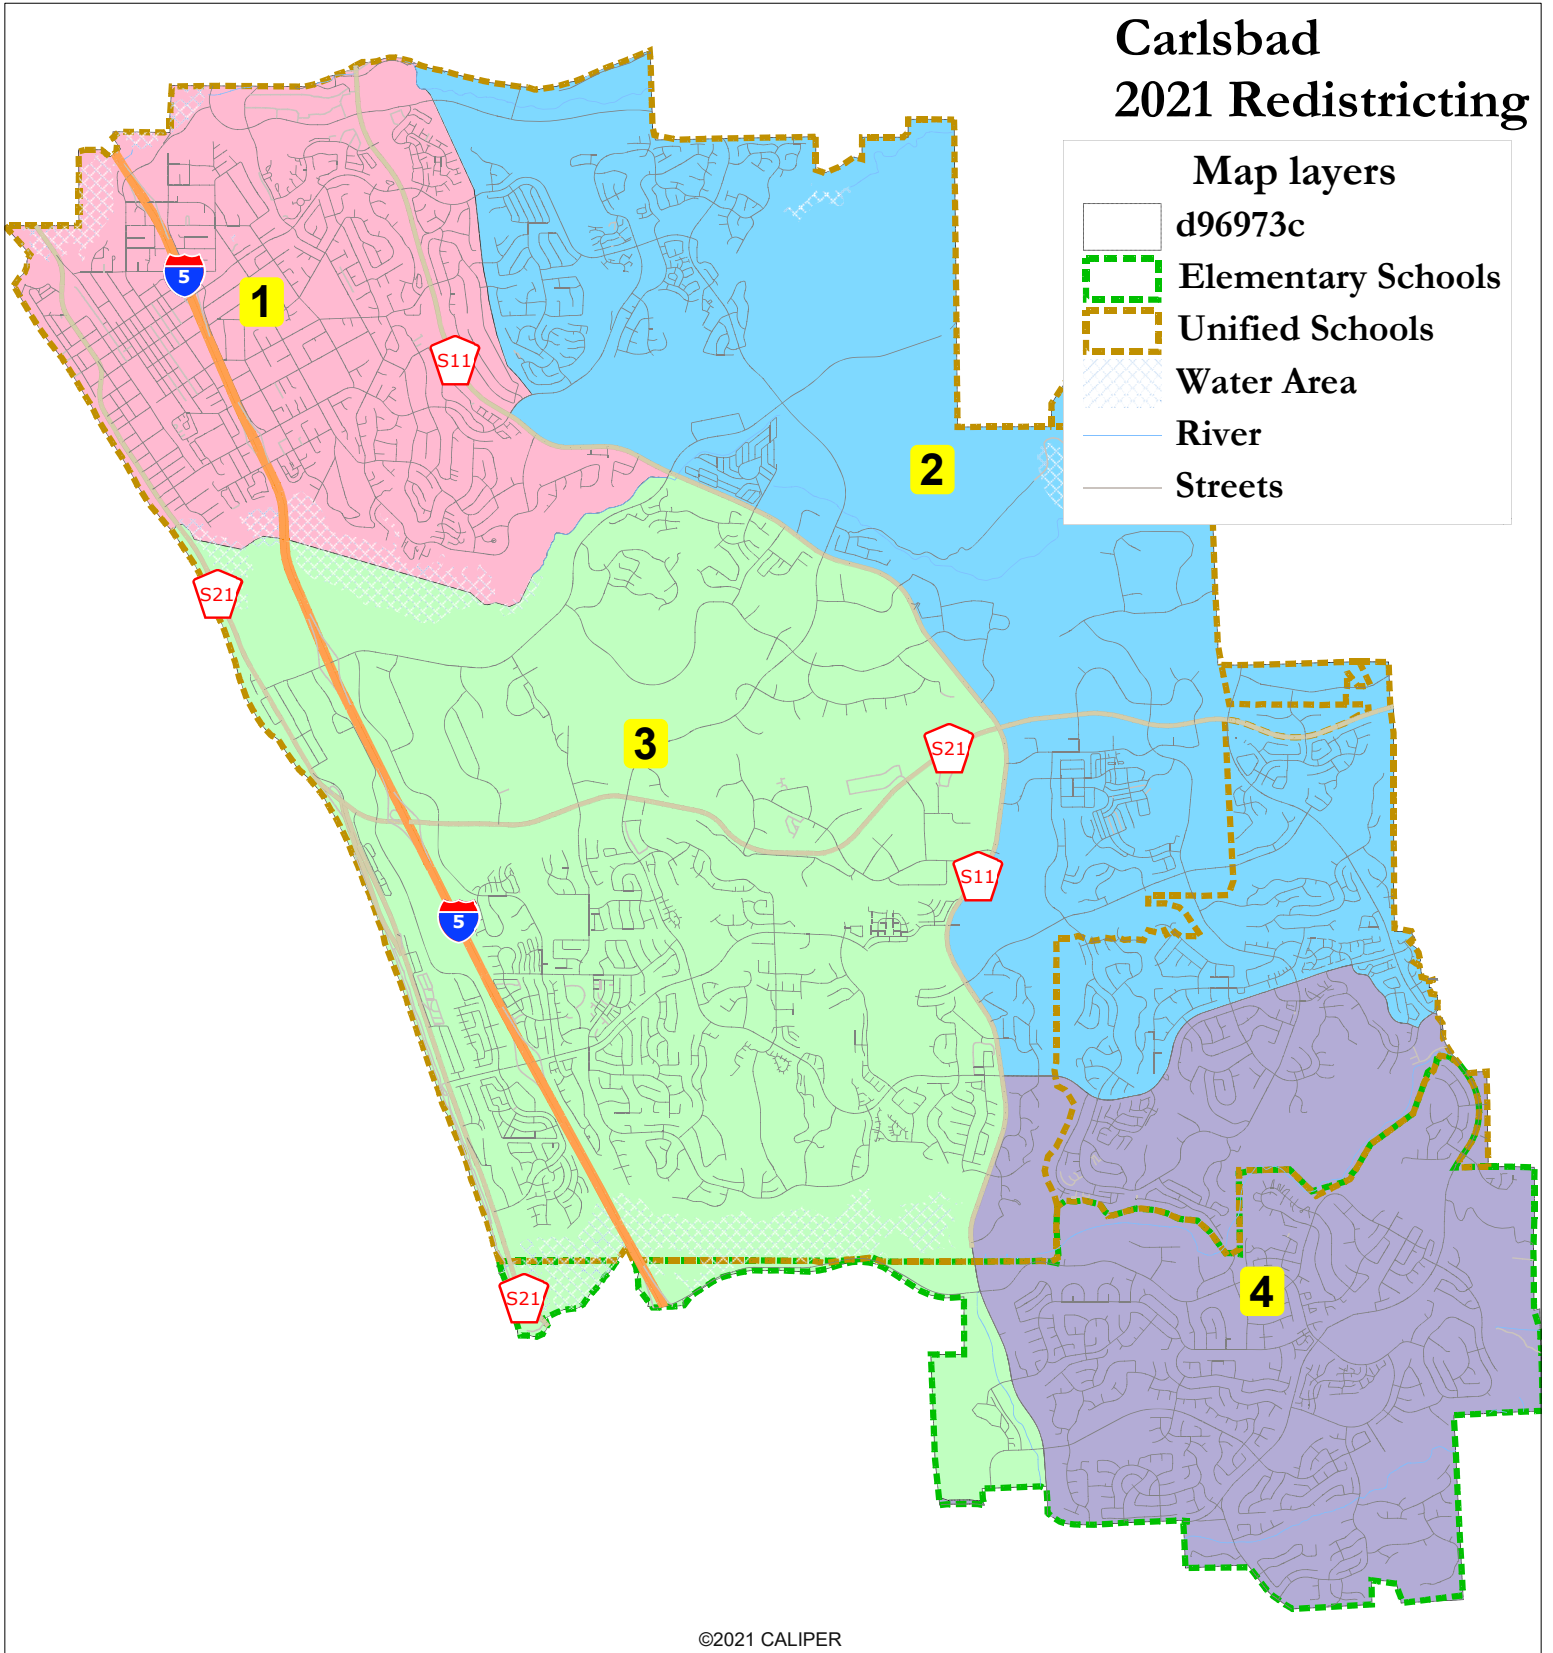 Carlsbad
2021 Redistricting
Map layers
d96973c
Elementary Schools
Unified Schools
Water Area
River
Streets
5
1
S11
2
S21
3
S21
S11
5
4
S21
©2021 CALIPER